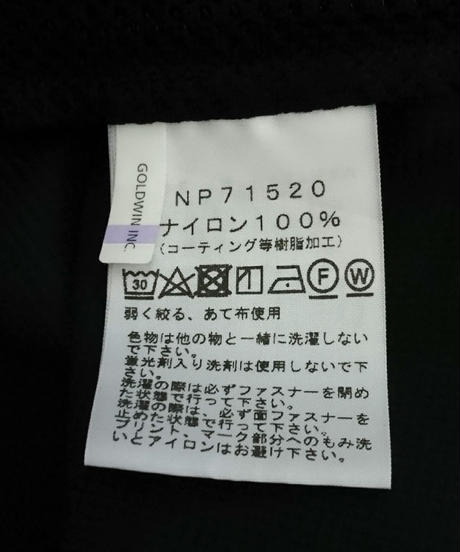 GOLDWIN INC
NP71520
ナイロン100%
(コーティング等樹脂加工)
30 F W
弱く絞る、あて布使用
色物は他の物と一緒に洗濯しない
で下さい。
蛍光剤入り洗剤は使用しないで下
さい。
洗濯の際は必ずファスナーを閉め
た状態で行って下さい。
洗濯の際は、必ず面ファスナーを
止めた状態で行って下さい。
プリント、マーク部分へのもみ洗
いとアイロンはお避け下さい。